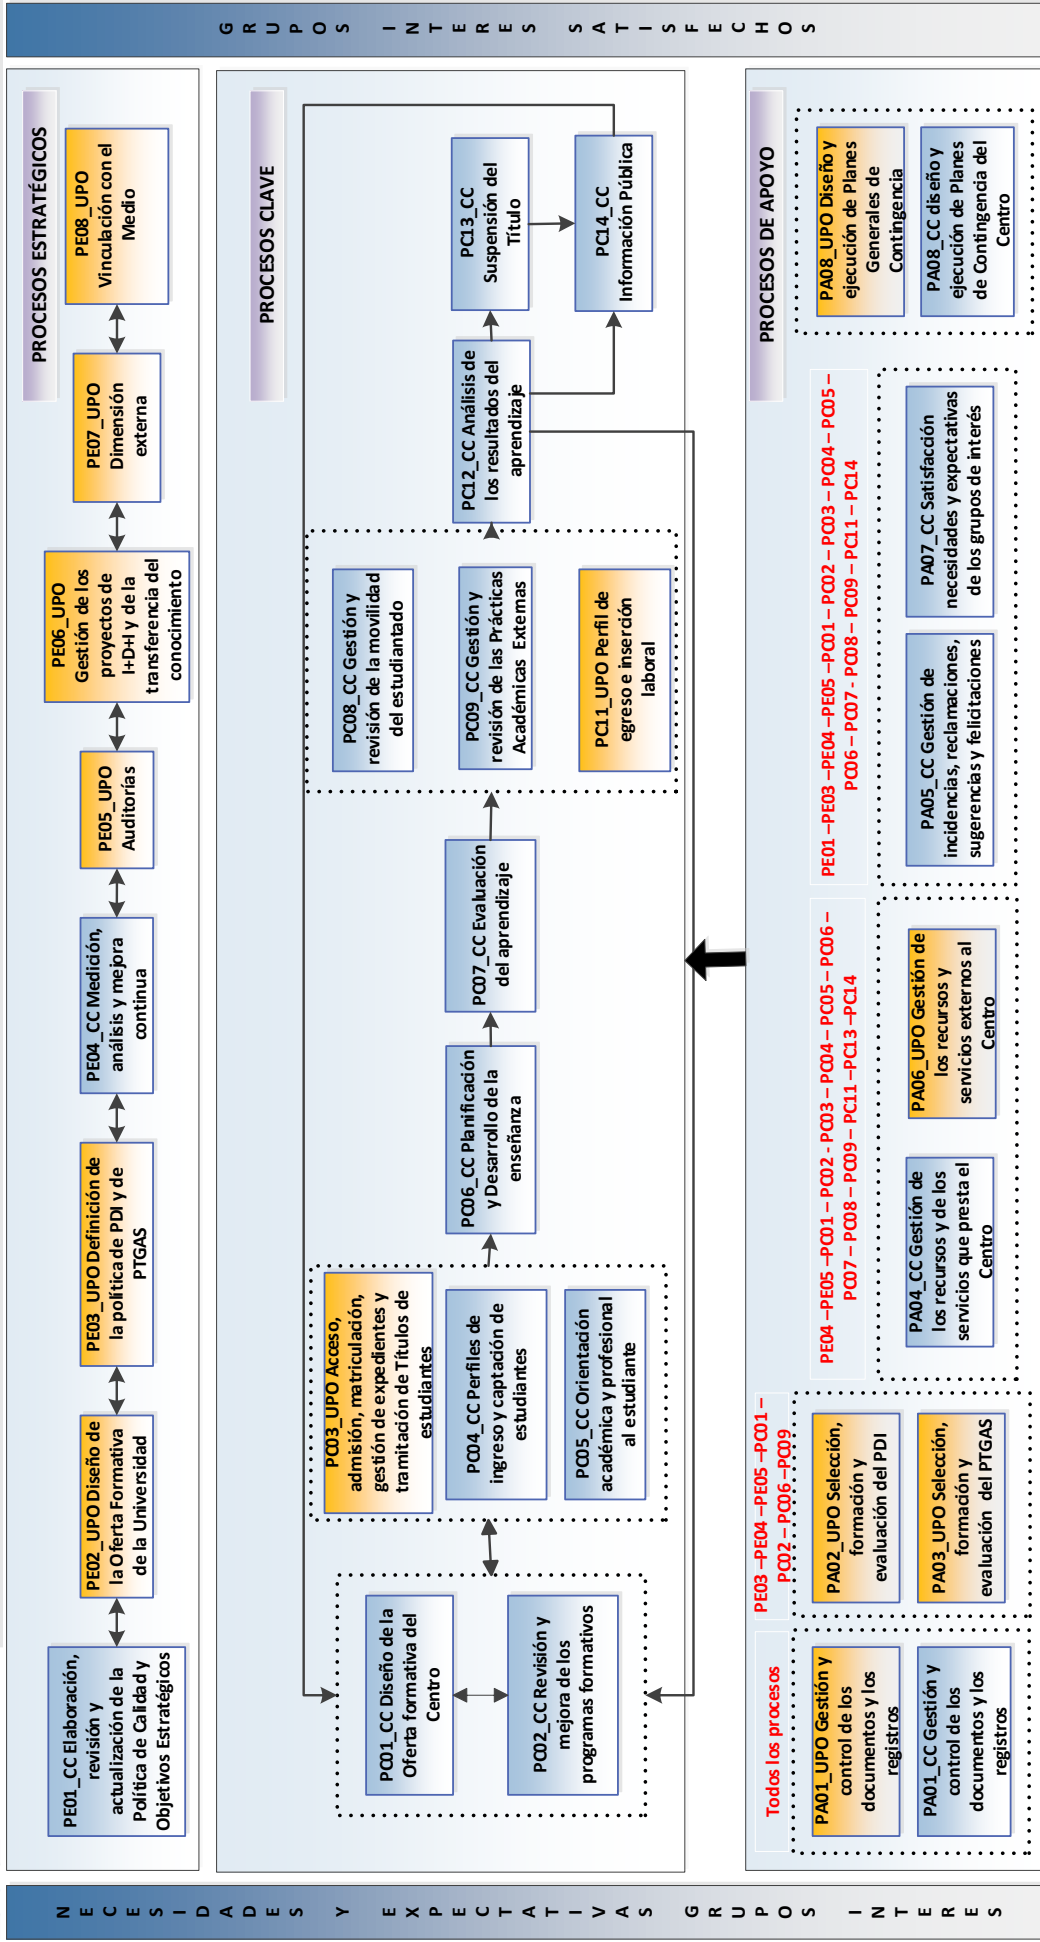 NECESIDADES Y EXPECTATIVAS GRUPOS INTERES
PROCESOS ESTRATÉGICOS
PE01_CC Elaboración,
revisión y
actualización de la
Política de Calidad y
Objetivos Estratégicos
PE02_UPO Diseño de
la Oferta Formativa
de la Universidad
PE03_UPO Definición de
la política de PDI y de
PTGAS
PE04_CC Medición,
análisis y mejora
continua
PE05_UPO
Auditorías
PE06_UPO
Gestión de los
proyectos de
I+D+I y de la
transferencia del
conocimiento
PE07_UPO
Dimensión
externa
PE08_UPO
Vinculación con el
Medio
PROCESOS CLAVE
PC01_CC Diseño de la
Oferta formativa del
Centro
PC02_CC Revisión y
mejora de los
programas formativos
PC03_UPO Acceso,
admisión, matriculación,
gestión de expedientes y
tramitación de Títulos de
estudiantes
PC04_CC Perfiles de
ingreso y captación de
estudiantes
PC05_CC Orientación
académica y profesional
al estudiante
PC06_CC Planificación
y Desarrollo de la
enseñanza
PC07_CC Evaluación
del aprendizaje
PC08_CC Gestión y
revisión de la movilidad
del estudiantado
PC09_CC Gestión y
revisión de las Prácticas
Académicas Externas
PC11_UPO Perfil de
egreso e inserción
laboral
PC12_CC Análisis de
los resultados del
aprendizaje
PC13_CC
Suspensión del
Título
PC14_CC
Información Pública
PROCESOS DE APOYO
Todos los procesos
PA01_UPO Gestión y
control de los
documentos y los
registros
PA01_CC Gestión y
control de los
documentos y los
registros
PE03 –PE04 –PE05 –PC01 –
PC02 – PC06 –PC09
PA02_UPO Selección,
formación y
evaluación del PDI
PA03_UPO Selección,
formación y
evaluación del PTGAS
PE04 –PE05 –PC01 – PC02 - PC03 – PC04 – PC05 – PC06 –
PC07 – PC08 – PC09 – PC11 –PC13 –PC14
PA04_CC Gestión de
los recursos y de los
servicios que presta el
Centro
PA06_UPO Gestión de
los recursos y
servicios externos al
Centro
PE01 –PE03 –PE04 –PE05 –PC01 – PC02 – PC03 – PC04 – PC05 –
PC06 – PC07 - PC08 – PC09 – PC11 – PC14
PA05_CC Gestión de
incidencias, reclamaciones,
sugerencias y felicitaciones
PA07_CC Satisfacción
necesidades y expectativas
de los grupos de interés
PA08_UPO Diseño y
ejecución de Planes
Generales de
Contingencia
PA08_CC diseño y
ejecución de Planes
de Contingencia del
Centro
GRUPOS INTERES SATISFECHOS